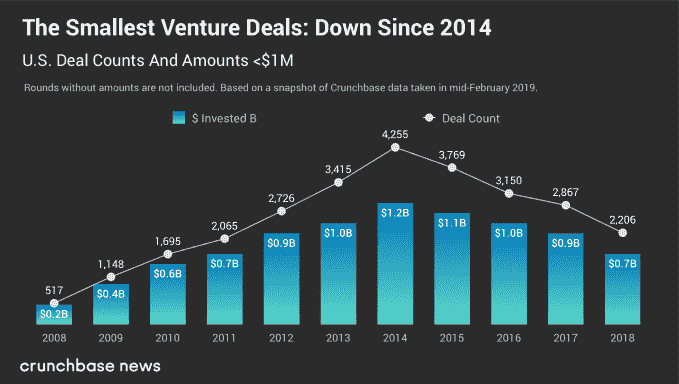 The Smallest Venture Deals: Down Since 2014
U.S. Deal Counts And Amounts <$1M
Rounds without amounts are not included. Based on a snapshot of Crunchbase data taken in mid-February 2019.
$ Invested B Deal Count
517
1,148
1,695
2,065
2,726
3,415
4,255
3,769
3,150
2,867
2,206
$0.2B
$0.4B
$0.6B
$0.7B
$0.9B
$1.0B
$1.2B
$1.1B
$1.0B
$0.9B
$0.7B
2008 2009 2010 2011 2012 2013 2014 2015 2016 2017 2018
crunchbase news